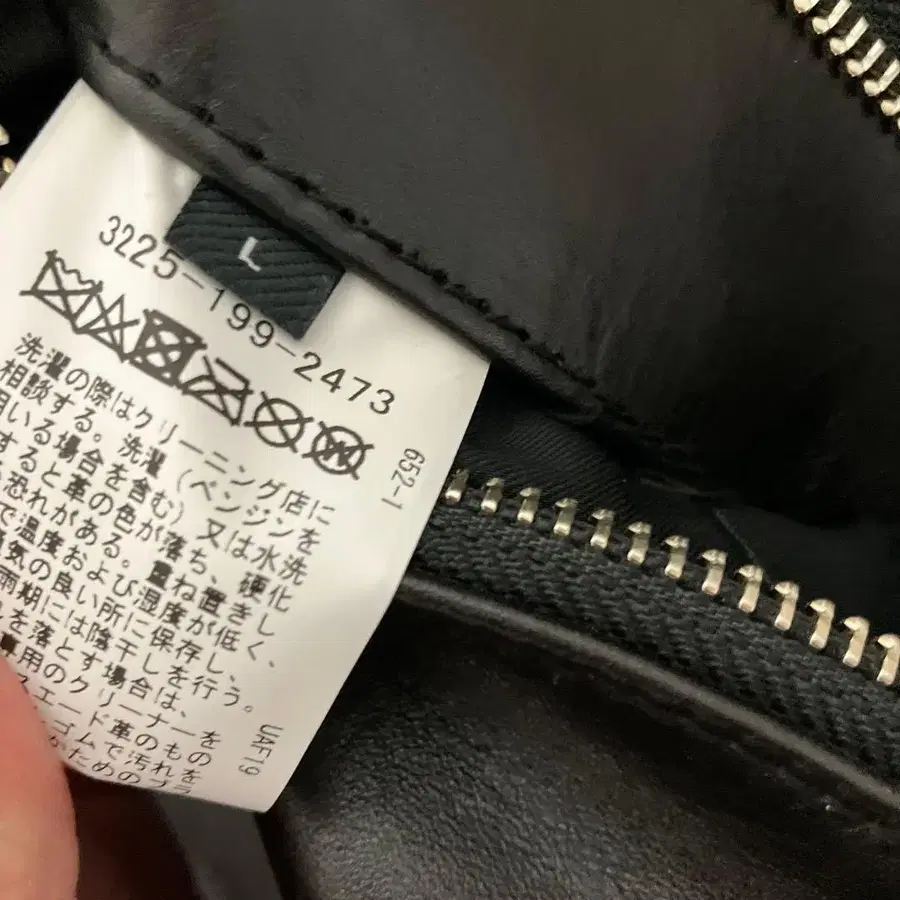 L
3225-199-2473
652-1
洗濯の際はクリーニング店に
相談する。洗濯(ベンジンを
用いる場合を含む)又は水洗
すると革の色が落ち、硬化
恐れがある。重ね置きし
で温度および湿度が低く、
気の良い所に保存し、
雨期には陰干しを行う。
を落とす場合は、
用のクリーナーを
スエード革のもの
ゴムで汚れを
ための
UAF19